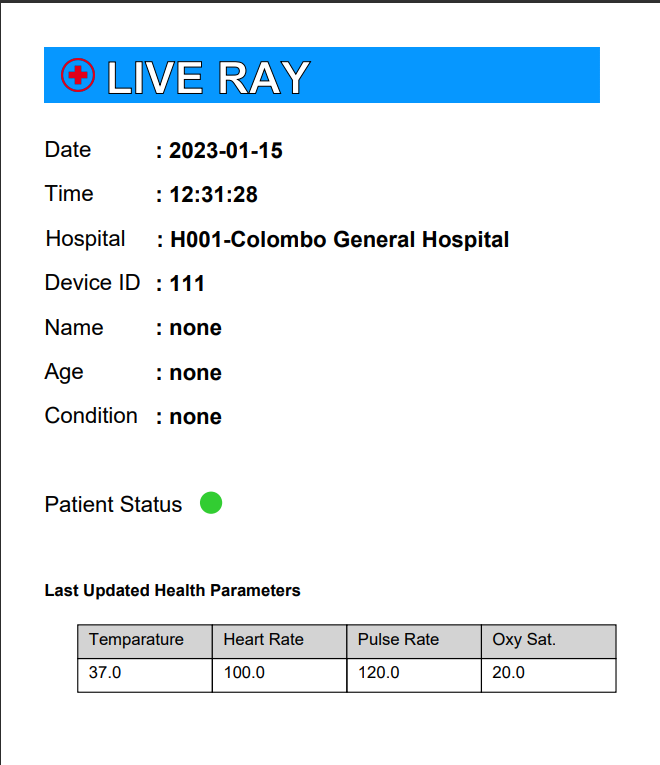 LIVE RAY
Date : 2023-01-15
Time : 12:31:28
Hospital : H001-Colombo General Hospital
Device ID : 111
Name : none
Age : none
Condition : none
Patient Status
Last Updated Health Parameters
Temparature Heart Rate Pulse Rate Oxy Sat.
37.0 100.0 120.0 20.0